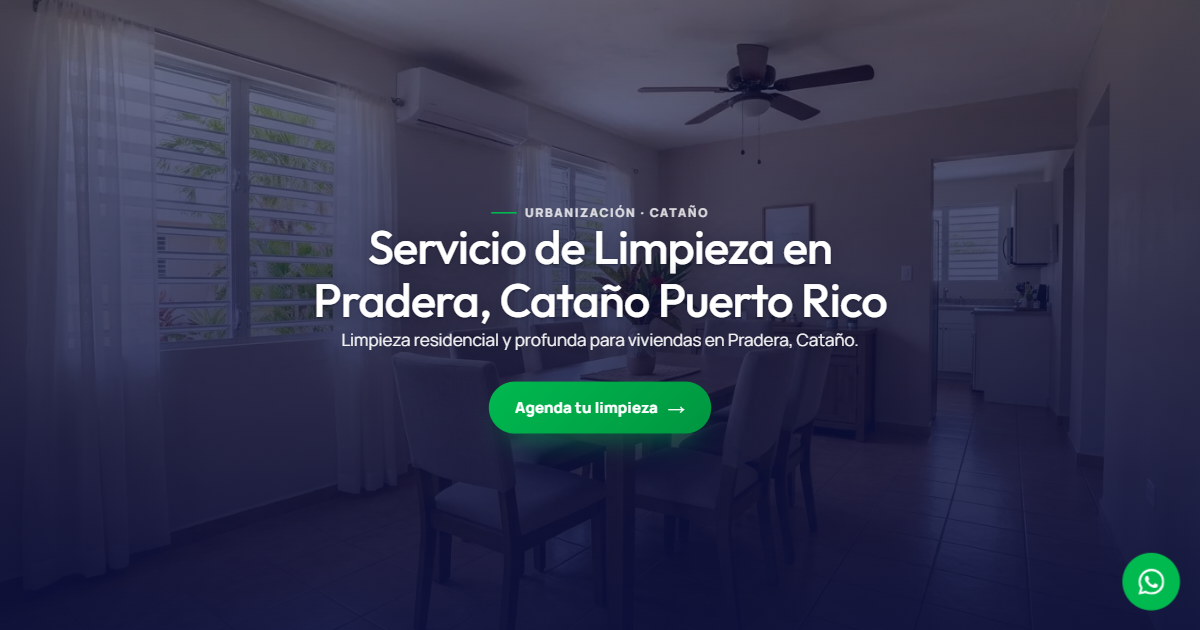 URBANIZACIÓN · CATAÑO
Servicio de Limpieza en
Pradera, Cataño Puerto Rico
Limpieza residencial y profunda para viviendas en Pradera, Cataño.
Agenda tu limpieza →